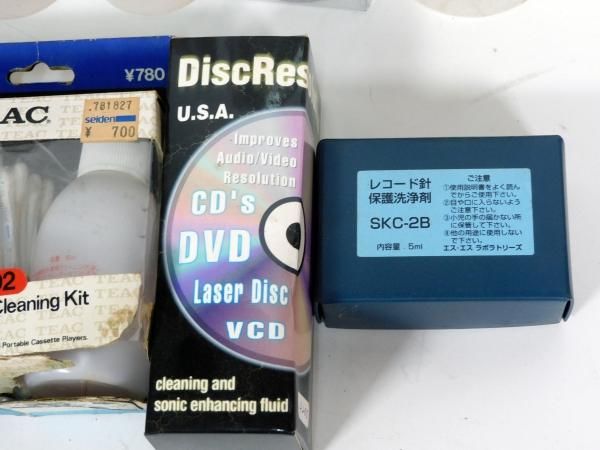 ¥780
EAC
.781827
seiden
¥ 700
TEAC
Cleaning Kit
Portable Cassette Players.
DiscRes
U.S.A.
Improves
Audio/Video
Resolution
CD's
DVD
Laser Disc
VCD
cleaning and
sonic enhancing fluid
レコード針
保護洗浄剤
SKC-2B
内容量. 5ml
ご注意
①使用説明書をよく読ん
でからご使用下さい。
②目や口に入らないよう
ご注意下さい。
③小児の手の届かない所
に保管して下さい。
④他の用途に使用しない
で下さい。
エス・エス ラボラトリーズ